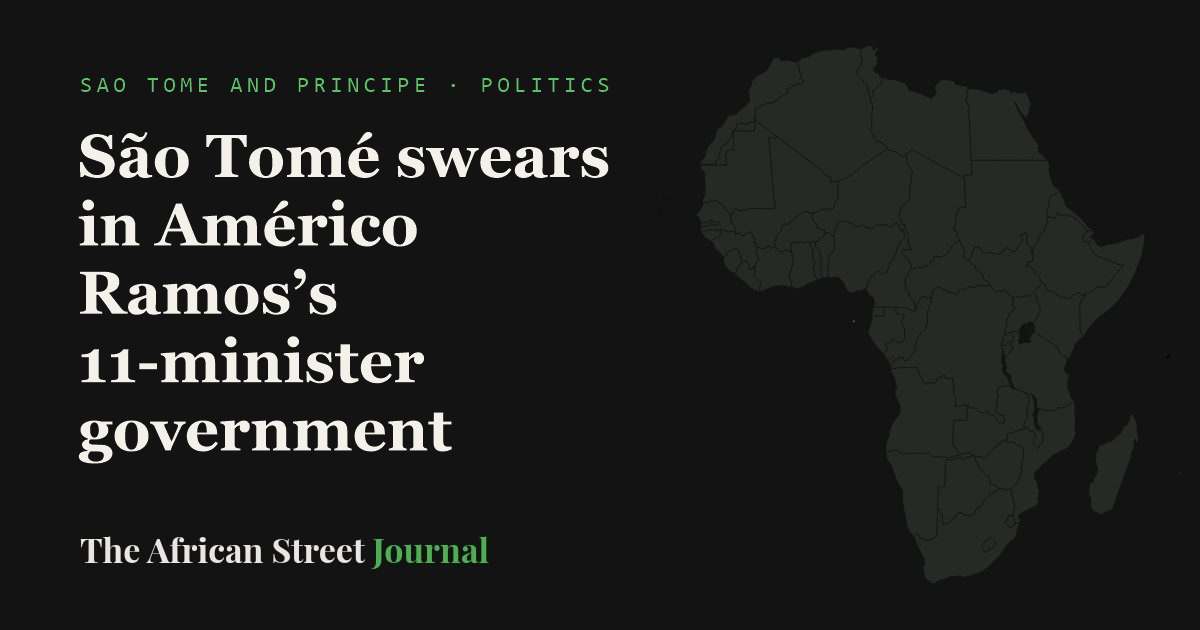 SAO TOME AND PRINCIPE · POLITICS
São Tomé swears
in Américo
Ramos’s
11-minister
government
The African Street Journal